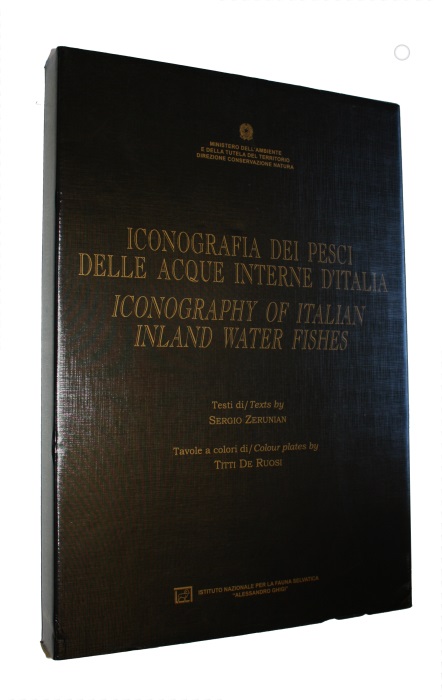 MINISTERO DELL'AMBIENTE
E DELLA TUTELA DEL TERRITORIO
DIREZIONE CONSERVAZIONE NATURA
ICONOGRAFIA DEI PESCI
DELLE ACQUE INTERNE D'ITALIA
ICONOGRAPHY OF ITALIAN
INLAND WATER FISHES
Testi di/Texts by
SERGIO ZERUNIAN
Tavole a colori di/Colour plates by
TITTI DE RUOSI
ISTITUTO NAZIONALE PER LA FAUNA SELVATICA
"ALESSANDRO GHIGI"